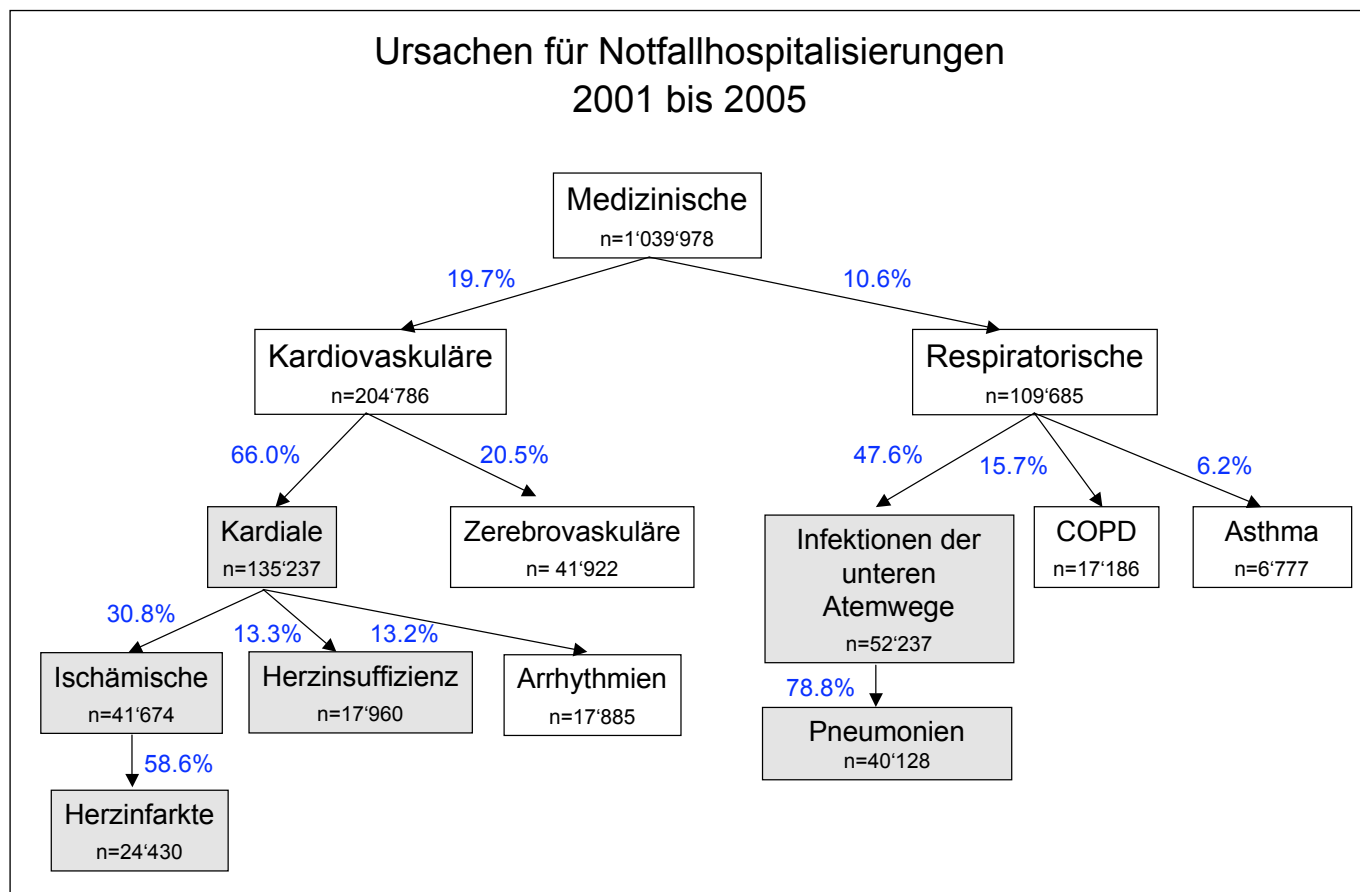 Ursachen für Notfallhospitalisierungen
2001 bis 2005
Medizinische
n=1‘039‘978
19.7%
10.6%
Kardiovaskuläre
n=204‘786
Respiratorische
n=109‘685
66.0%
20.5%
47.6%
15.7%
6.2%
Kardiale
n=135‘237
Zerebrovaskuläre
n= 41‘922
Infektionen der
unteren
Atemwege
n=52‘237
COPD
n=17‘186
Asthma
n=6‘777
30.8%
13.3%
13.2%
Ischämische
n=41‘674
Herzinsuffizienz
n=17‘960
Arrhythmien
n=17‘885
78.8%
Pneumonien
n=40‘128
58.6%
Herzinfarkte
n=24‘430